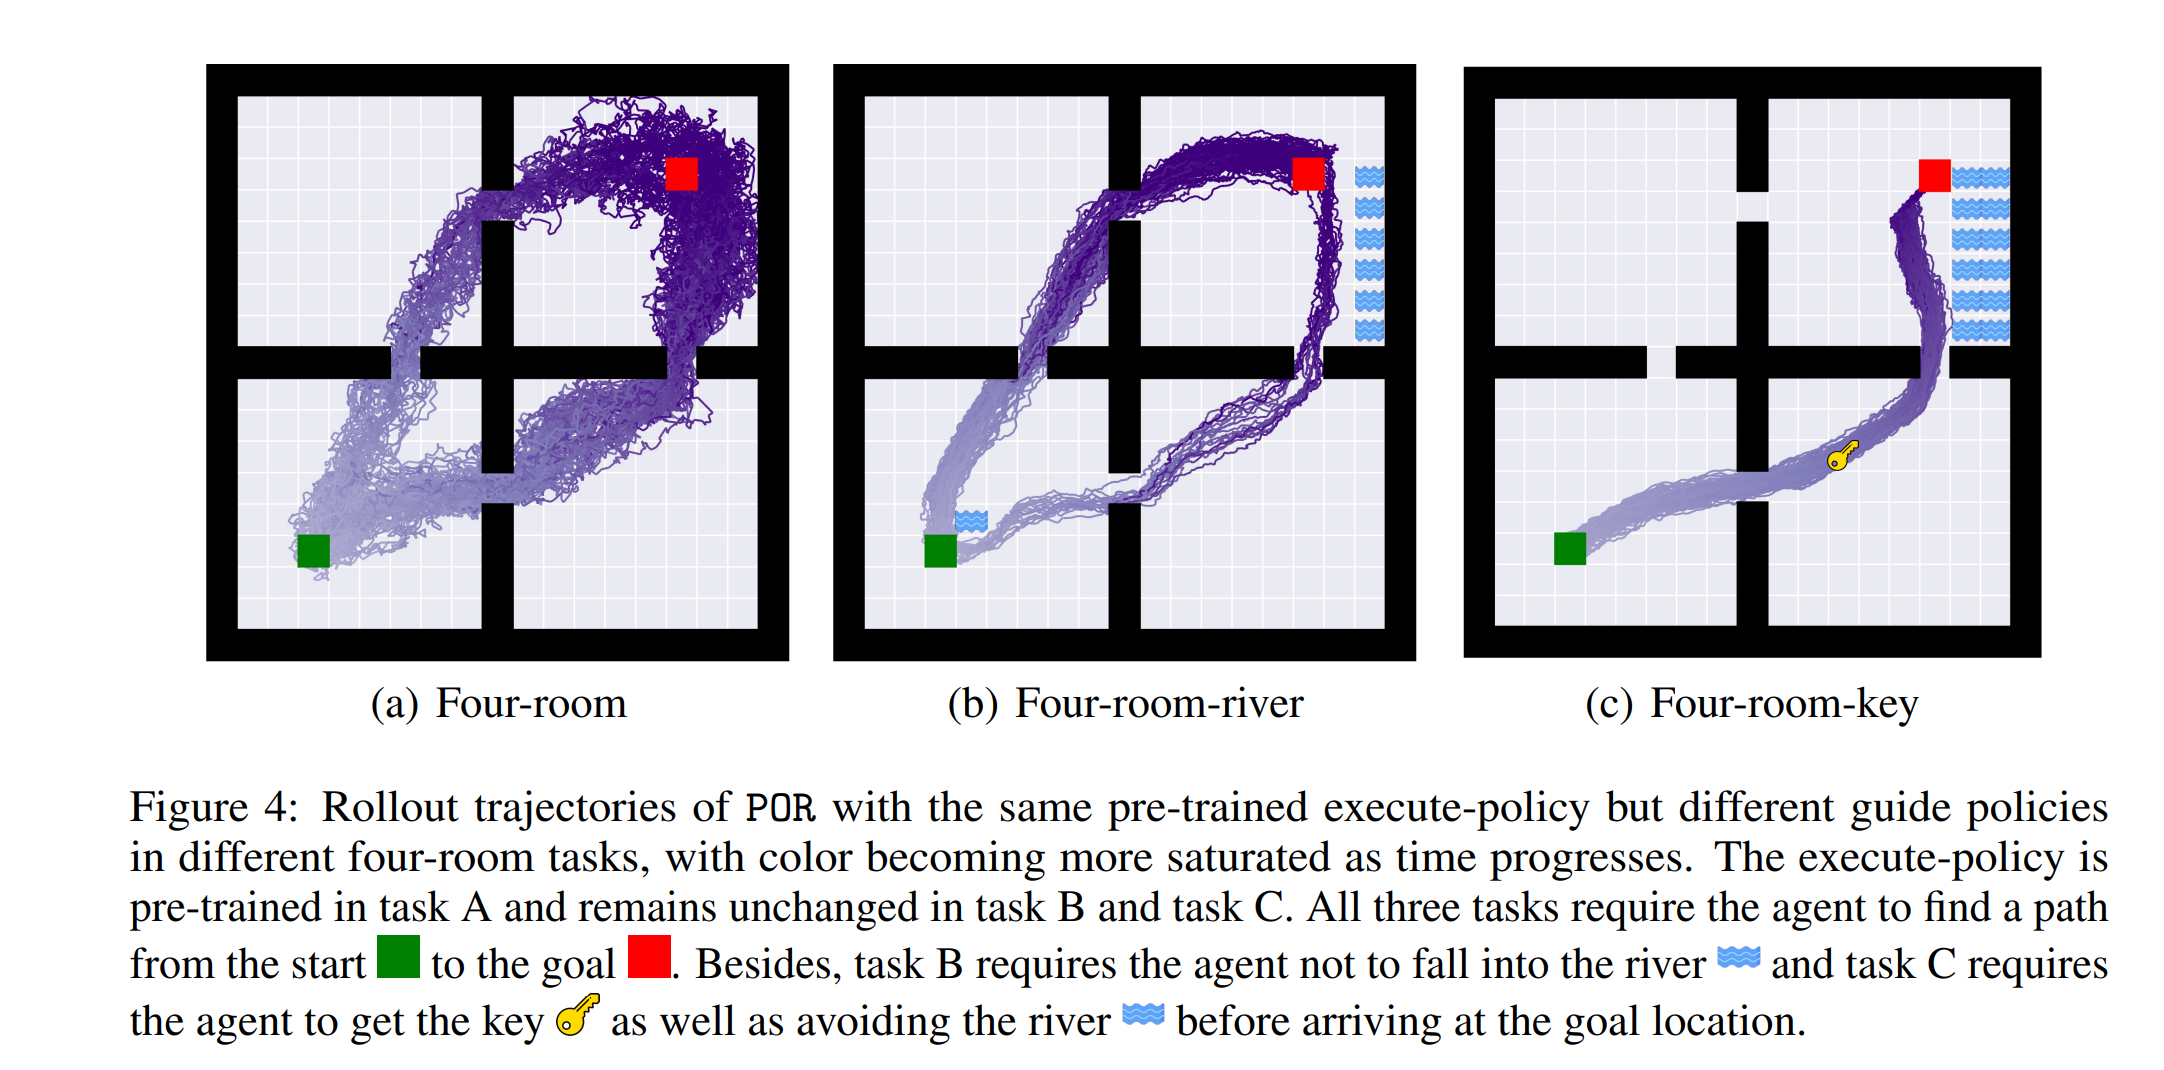 (a) Four-room
(b) Four-room-river
(c) Four-room-key
Figure 4: Rollout trajectories of POR with the same pre-trained execute-policy but different guide policies
in different four-room tasks, with color becoming more saturated as time progresses. The execute-policy is
pre-trained in task A and remains unchanged in task B and task C. All three tasks require the agent to find a path
from the start to the goal . Besides, task B requires the agent not to fall into the river and task C requires
the agent to get the key as well as avoiding the river before arriving at the goal location.